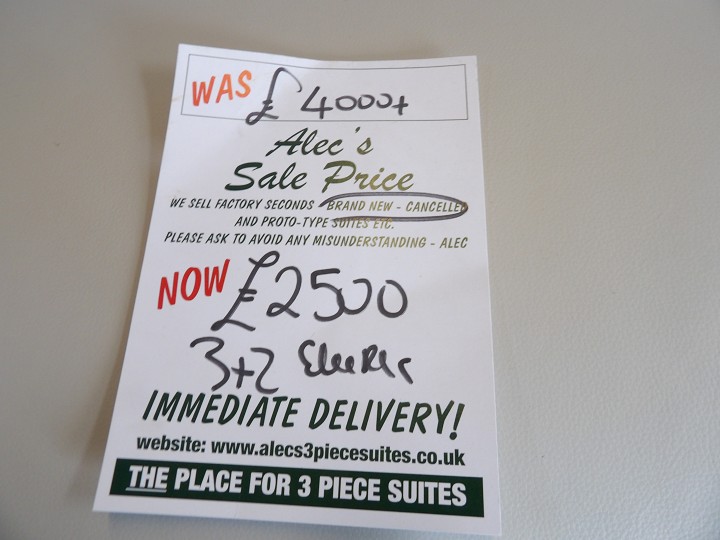 WAS £ 4000+
Alec's
Sale Price
WE SELL FACTORY SECONDS - BRAND NEW - CANCELLED
AND PROTO-TYPE SUITES ETC.
PLEASE ASK TO AVOID ANY MISUNDERSTANDING - ALEC
NOW £2500
3+2 Electric
IMMEDIATE DELIVERY!
website: www.alecs3piecesuites.co.uk
THE PLACE FOR 3 PIECE SUITES